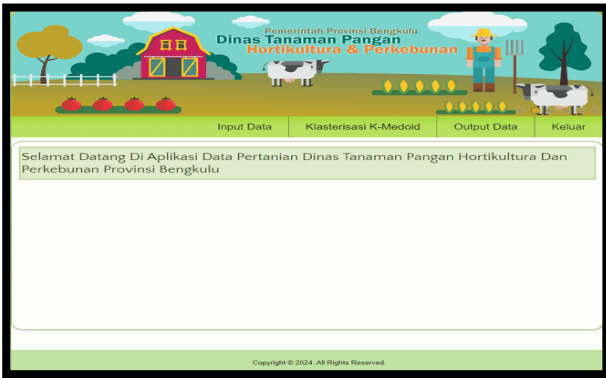 Pemerintah Provinsi Bengkulu
Dinas Tanaman Pangan
Hortikultura & Perkebunan
Input Data
Klasterisasi K-Medoid
Output Data
Keluar
Selamat Datang Di Aplikasi Data Pertanian Dinas Tanaman Pangan Hortikultura Dan
Perkebunan Provinsi Bengkulu
Copyright © 2024. All Rights Reserved.